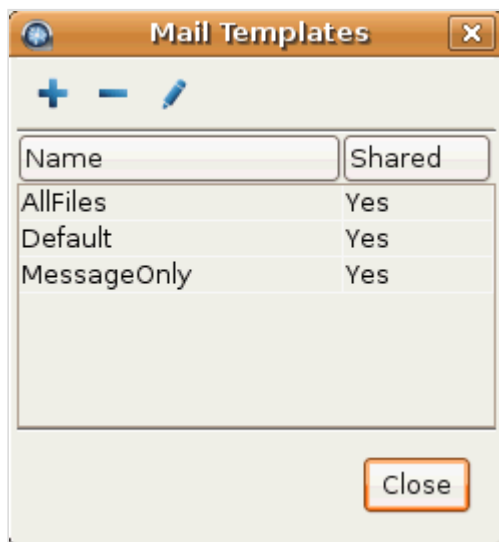 Mail Templates
Name Shared
AllFiles Yes
Default Yes
MessageOnly Yes
Close